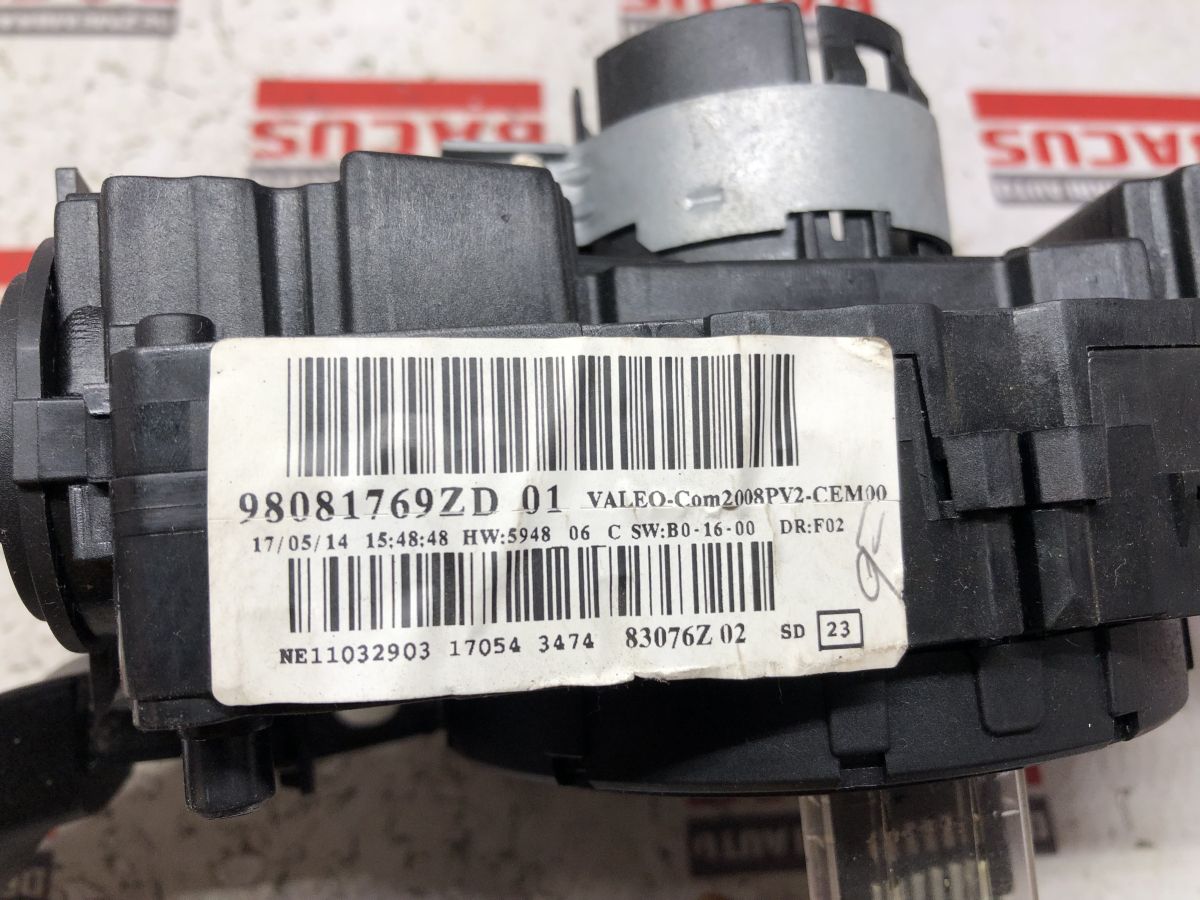 BACUS
BACUS
98081769ZD 01 VALEO-Com2008PV2-CEM00
17/05/14 15:48:48 HW:5948 06 C SW:B0-16-00 DR:F02
NE11032903 17054 3474 83076Z 02 SD 23